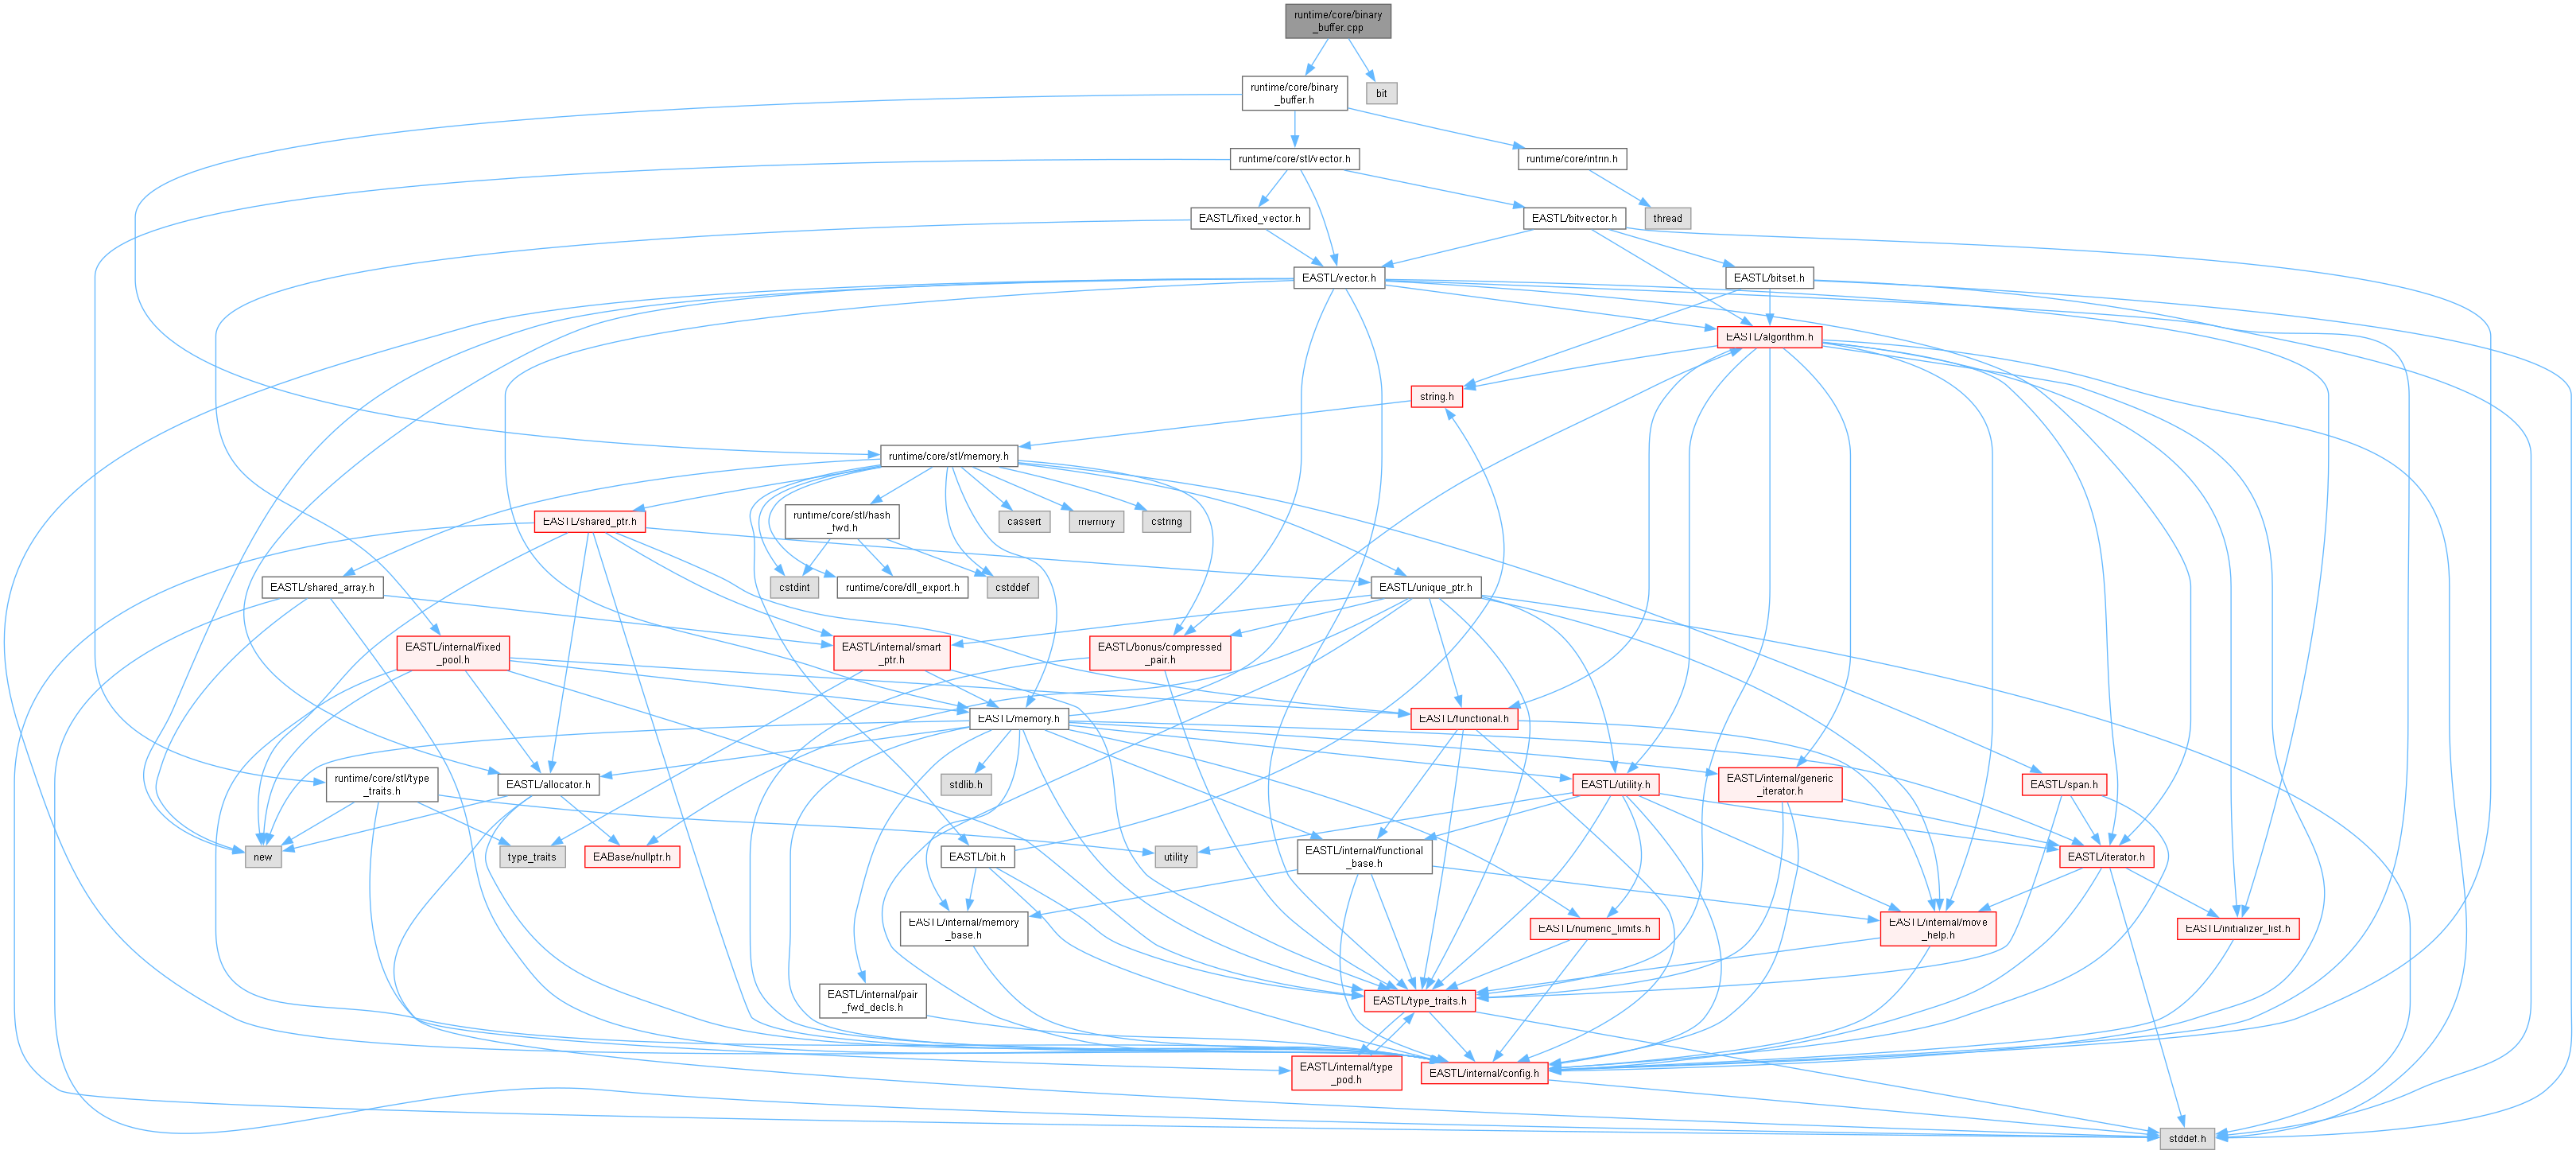 runtime/core/binary
_buffer.cpp
runtime/core/binary
_buffer.h
bit
runtime/core/stl/vector.h
runtime/core/intrin.h
EASTL/fixed_vector.h
EASTL/bitvector.h
thread
EASTL/vector.h
EASTL/bitset.h
EASTL/algorithm.h
string.h
runtime/core/stl/memory.h
EASTL/shared_ptr.h
runtime/core/stl/hash
_fwd.h
cassert
memory
cstring
EASTL/shared_array.h
cstdint
runtime/core/dll_export.h
cstddef
EASTL/unique_ptr.h
EASTL/internal/fixed
_pool.h
EASTL/internal/smart
_ptr.h
EASTL/bonus/compressed
_pair.h
EASTL/memory.h
EASTL/functional.h
runtime/core/stl/type
_traits.h
EASTL/allocator.h
stdlib.h
EASTL/utility.h
EASTL/internal/generic
_iterator.h
EASTL/span.h
new
type_traits
EABase/nullptr.h
EASTL/bit.h
utility
EASTL/internal/functional
_base.h
EASTL/iterator.h
EASTL/internal/memory
_base.h
EASTL/numeric_limits.h
EASTL/internal/move
_help.h
EASTL/initializer_list.h
EASTL/internal/pair
_fwd_decls.h
EASTL/type_traits.h
EASTL/internal/type
_pod.h
EASTL/internal/config.h
stddef.h